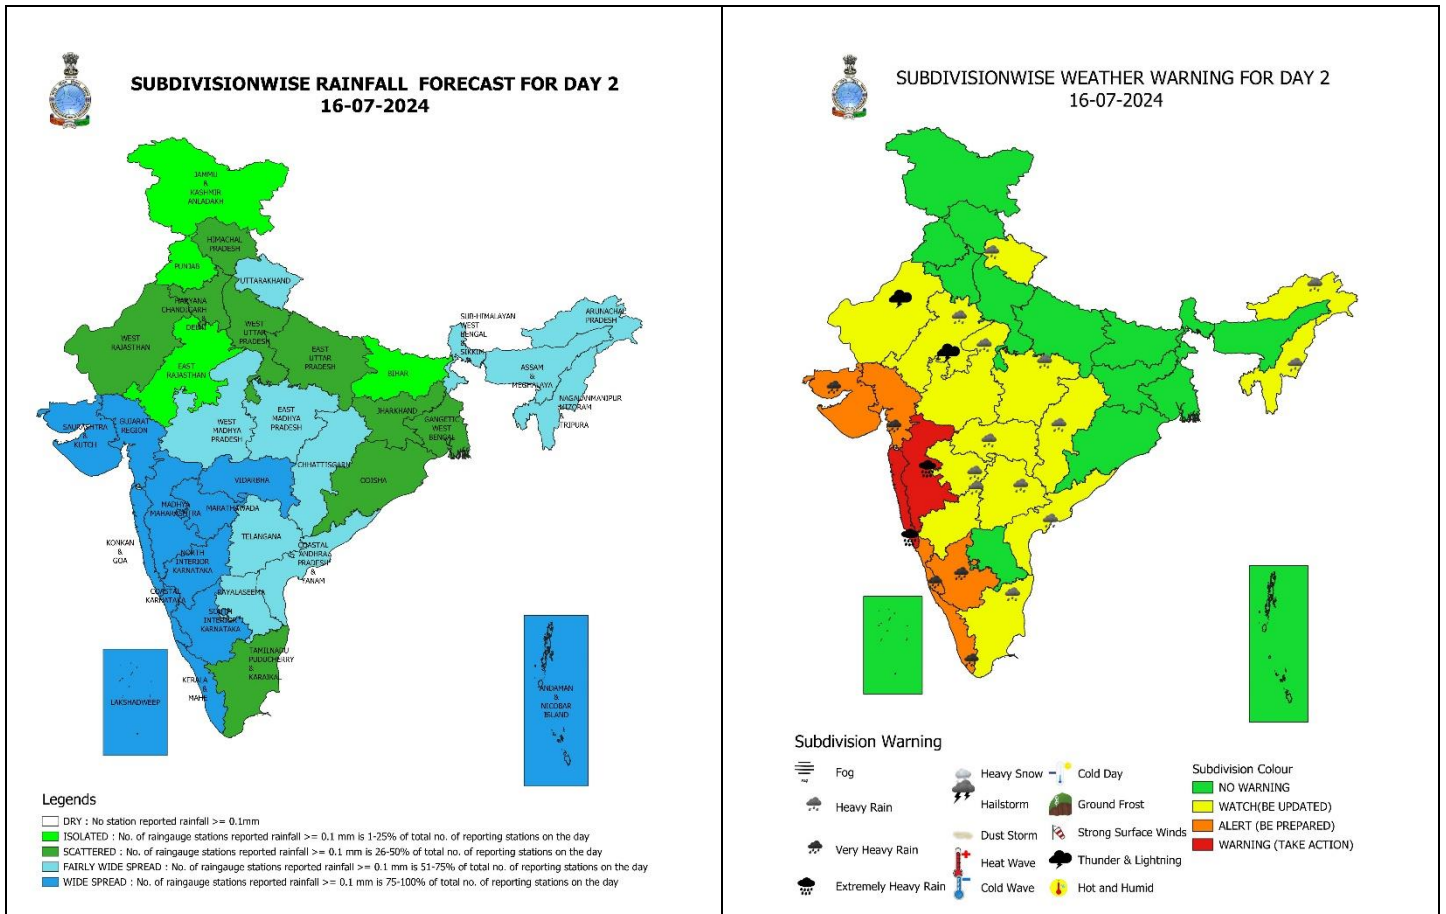 SUBDIVISIONWISE RAINFALL FORECAST FOR DAY 2
16-07-2024
JAMMU
&
KASHMIR
ANLADAKH
HIMACHAL
PRADESH
PUNJAB
UTTARAKHAND
HARYANA
CHANDIGARH
&
DELHI
WEST
RAJASTHAN
WEST
UTTAR
PRADESH
EAST
UTTAR
PRADESH
EAST
RAJASTHAN
BIHAR
SUB-HIMALAYAN
WEST
BENGAL
&
SIKKIM
ARUNACHAL
PRADESH
ASSAM
&
MEGHALAYA
NAGALANMANIPUR
MIZORAM
&
TRIPURA
JHARKHAND
GANGETIC
WEST
BENGAL
SAURASHTRA
&
KUTCH
GUJARAT
REGION
WEST
MADHYA
PRADESH
EAST
MADHYA
PRADESH
CHHATTISGARH
ODISHA
VIDARBHA
MADHYA
MAHARASHTRA
MARATHAWADA
TELANGANA
KONKAN
&
GOA
NORTH
INTERIOR
KARNATAKA
COASTAL
ANDHRA
PRADESH
&
YANAM
COASTAL
KARNATAKA
RAYALASEEMA
SOUTH
INTERIOR
KARNATAKA
TAMILNADU
PUDUCHERRY
&
KARAIKAL
KERALA
&
MAHE
LAKSHADWEEP
ANDAMAN
&
NICOBAR
ISLAND
Legends
DRY : No station reported rainfall >= 0.1mm
ISOLATED : No. of raingauge stations reported rainfall >= 0.1 mm is 1-25% of total no. of reporting stations on the day
SCATTERED : No. of raingauge stations reported rainfall >= 0.1 mm is 26-50% of total no. of reporting stations on the day
FAIRLY WIDE SPREAD : No. of raingauge stations reported rainfall >= 0.1 mm is 51-75% of total no. of reporting stations on the day
WIDE SPREAD : No. of raingauge stations reported rainfall >= 0.1 mm is 75-100% of total no. of reporting stations on the day
SUBDIVISIONWISE WEATHER WARNING FOR DAY 2
16-07-2024
Subdivision Warning
Fog
Heavy Rain
Very Heavy Rain
Extremely Heavy Rain
Heavy Snow
Hailstorm
Dust Storm
Heat Wave
Cold Wave
Cold Day
Ground Frost
Strong Surface Winds
Thunder & Lightning
Hot and Humid
Subdivision Colour
NO WARNING
WATCH(BE UPDATED)
ALERT (BE PREPARED)
WARNING (TAKE ACTION)